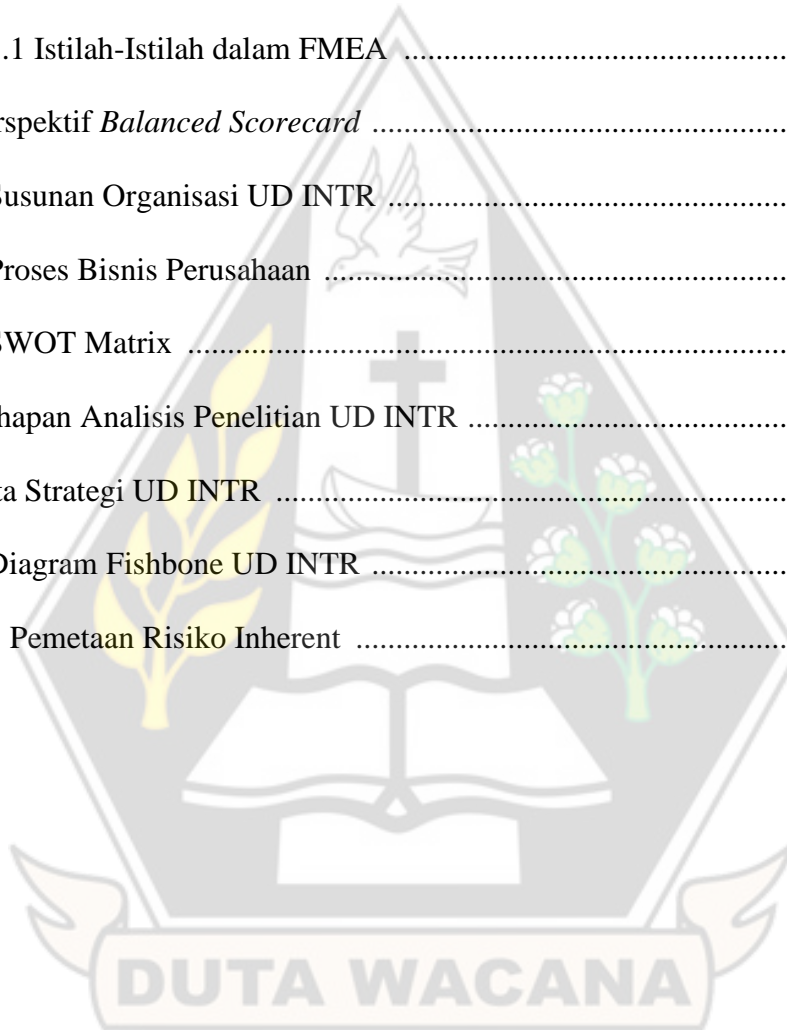 .1 Istilah-Istilah dalam FMEA ..........................................................
rspektif Balanced Scorecard ...............................................................
Susunan Organisasi UD INTR ............................................................
Proses Bisnis Perusahaan ......................................................................
SWOT Matrix .........................................................................................
hapan Analisis Penelitian UD INTR ................................................
ta Strategi UD INTR .............................................................................
Diagram Fishbone UD INTR ...............................................................
Pemetaan Risiko Inherent .................................................................
DUTA WACANA